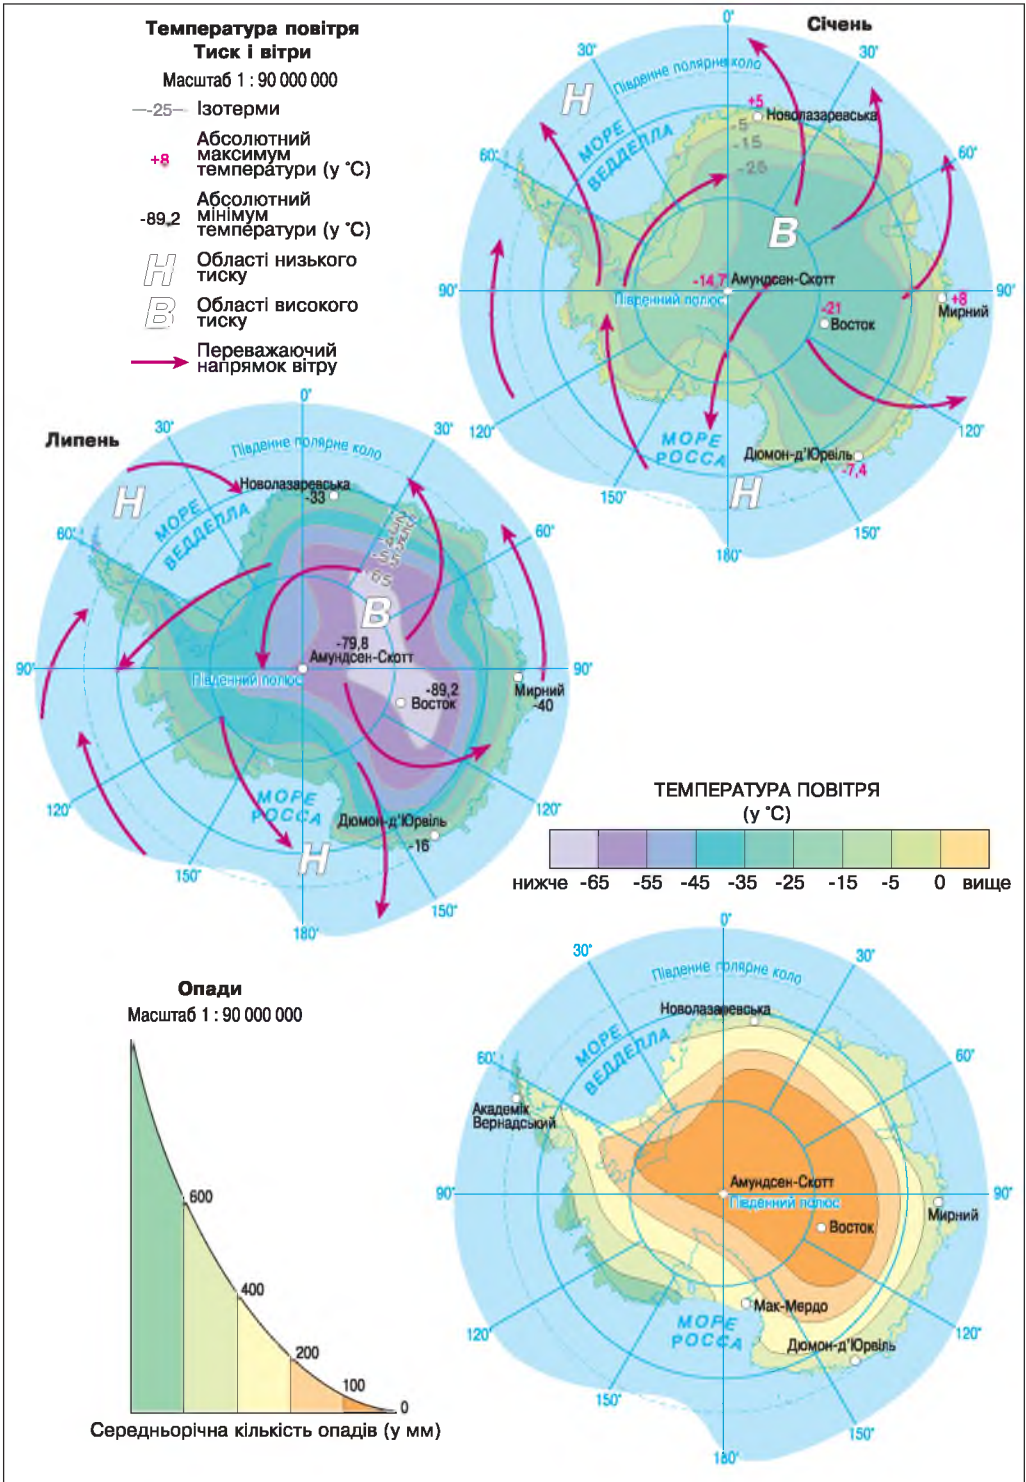 Температура повітря
Тиск і вітри
Масштаб 1 : 90 000 000
-25 Ізотерми
+8 Абсолютний
максимум
температури (у °C)
-89,2 Абсолютний
мінімум
температури (у °C)
Н Області низького
тиску
В Області високого
тиску
Переважаючий
напрямок вітру
Січень
0°
30°
30°
60°
60°
90°
90°
120°
120°
150°
150°
180°
Південне полярне коло
Н
МОРЕ
ВЕДДЕЛЛА
+5
Новолазаревська
-5
-15
-25
В
-14,7
Амундсен-Скотт
Південний полюс
-21
Восток
+8
Мирний
МОРЕ
РОССА
Дюмон-д'Юрвіль
-7,4
Н
Липень
0°
30°
30°
60°
60°
90°
90°
120°
120°
150°
150°
180°
Південне полярне коло
Н
МОРЕ
ВЕДДЕЛЛА
Новолазаревська
-33
В
-79,8
Амундсен-Скотт
Південний полюс
-89,2
Восток
Мирний
-40
МОРЕ
РОССА
Дюмон-д'Юрвіль
-16
Н
ТЕМПЕРАТУРА ПОВІТРЯ
(у °C)
нижче -65 -55 -45 -35 -25 -15 -5 0 вище
Опади
Масштаб 1 : 90 000 000
600
400
200
100
0
Середньорічна кількість опадів (у мм)
0°
30°
30°
60°
60°
90°
90°
120°
120°
150°
150°
180°
Південне полярне коло
МОРЕ
ВЕДДЕЛЛА
Новолазаревська
Академік
Вернадський
Амундсен-Скотт
Південний полюс
Восток
Мирний
Мак-Мердо
МОРЕ
РОССА
Дюмон-д'Юрвіль